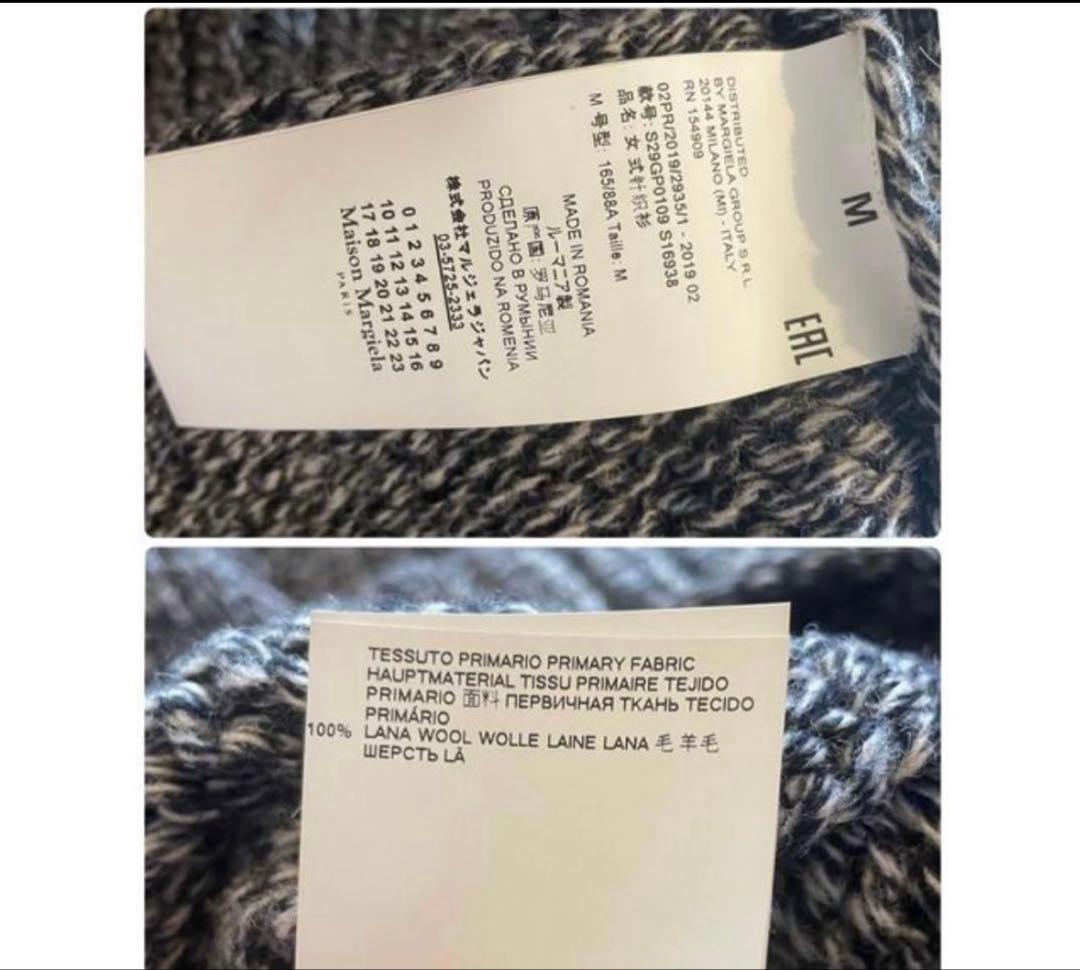 M
EAC
DISTRIBUTED
BY MARGIELA GROUP S.R.L
20144 MILANO (MI) - ITALY
RN 154909
02PR/2019/2935/1 - 2019 02
款号: S29GP0109 S16938
品名: 女式针织衫
M 号型: 165/88A Taille: M
MADE IN ROMANIA
ルーマニア製
原产国: 罗马尼亚
СДЕЛАНО В РУМЫНИИ
PRODUZIDO NA ROMENIA
株式会社マルジェラジャパン
03-5725-2333
0 1 2 3 4 5 6 7 8 9
10 11 12 13 14 15 16
17 18 19 20 21 22 23
Maison Margiela
PARIS
TESSUTO PRIMARIO PRIMARY FABRIC
HAUPTMATERIAL TISSU PRIMAIRE TEJIDO
PRIMARIO 面料 ПЕРВИЧНАЯ ТКАНЬ TECIDO
PRIMÁRIO
100% LANA WOOL WOLLE LAINE LANA 毛 羊毛
ШЕРСТЬ LÃ